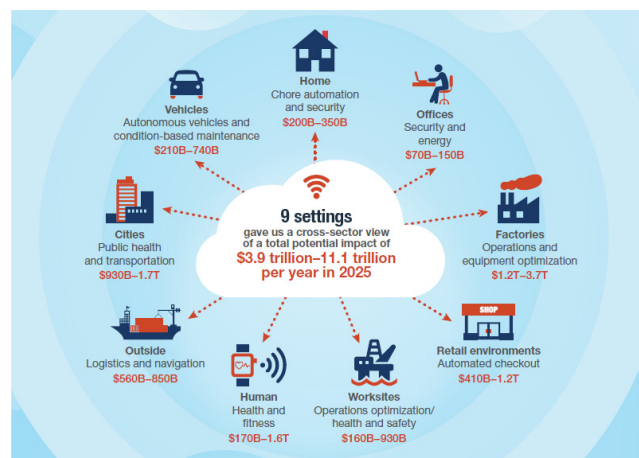 Home
Chore automation
and security
$200B–350B
Offices
Security and
energy
$70B–150B
Factories
Operations and
equipment optimization
$1.2T–3.7T
SHOP
Retail environments
Automated checkout
$410B–1.2T
Worksites
Operations optimization/
health and safety
$160B–930B
Human
Health and
fitness
$170B–1.6T
Outside
Logistics and navigation
$560B–850B
Cities
Public health
and transportation
$930B–1.7T
Vehicles
Autonomous vehicles and
condition-based maintenance
$210B–740B
9 settings
gave us a cross-sector view
of a total potential impact of
$3.9 trillion–11.1 trillion
per year in 2025